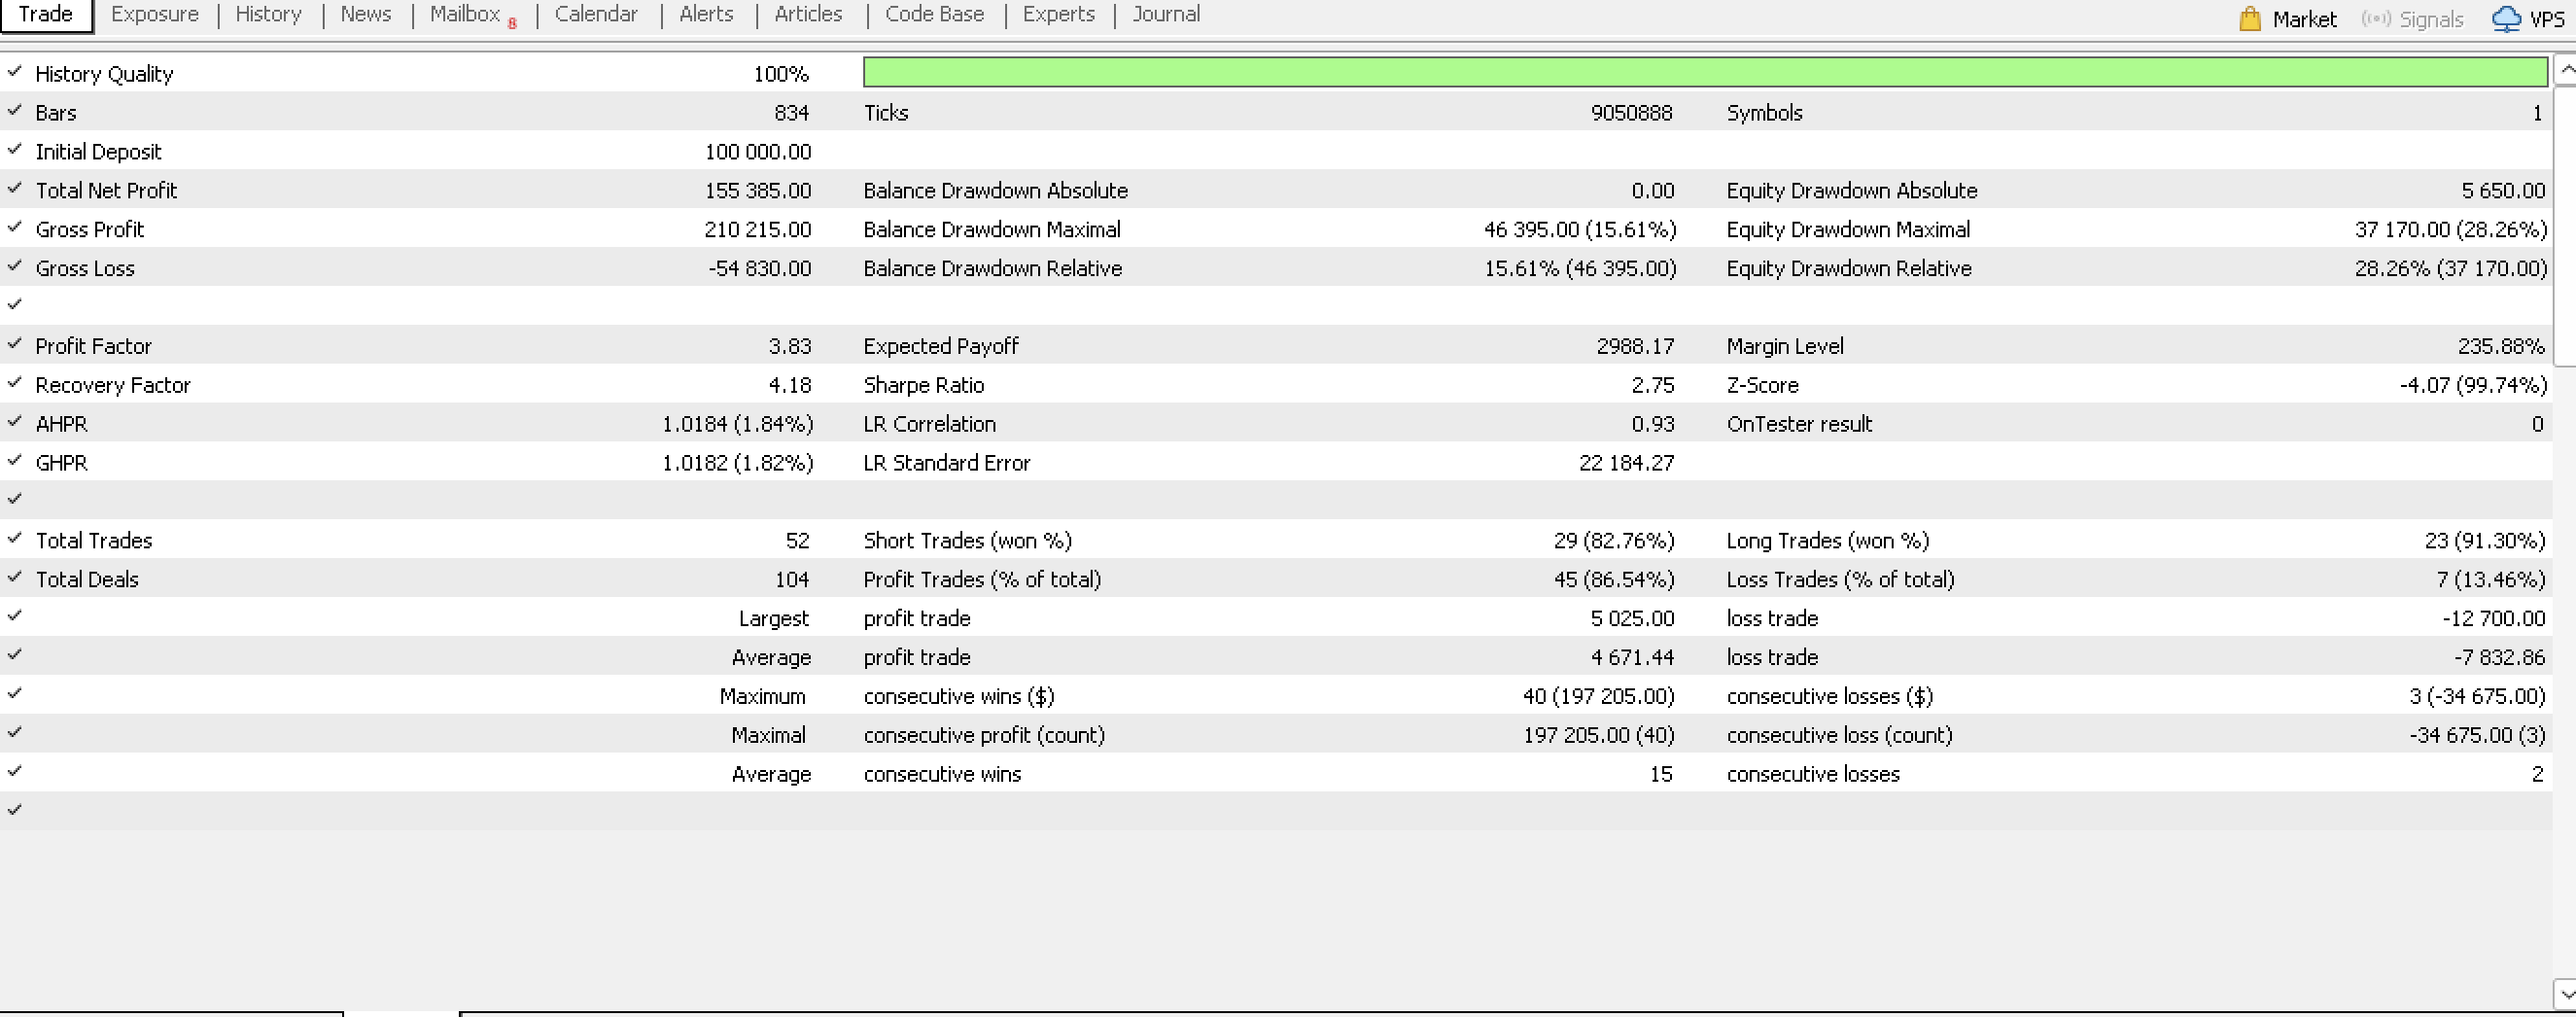 Trade Exposure History News Mailbox 8 Calendar Alerts Articles Code Base Experts Journal Market Signals VPS
History Quality 100%
Bars 834 Ticks 9050888 Symbols 1
Initial Deposit 100 000.00
Total Net Profit 155 385.00 Balance Drawdown Absolute 0.00 Equity Drawdown Absolute 5 650.00
Gross Profit 210 215.00 Balance Drawdown Maximal 46 395.00 (15.61%) Equity Drawdown Maximal 37 170.00 (28.26%)
Gross Loss -54 830.00 Balance Drawdown Relative 15.61% (46 395.00) Equity Drawdown Relative 28.26% (37 170.00)
Profit Factor 3.83 Expected Payoff 2988.17 Margin Level 235.88%
Recovery Factor 4.18 Sharpe Ratio 2.75 Z-Score -4.07 (99.74%)
AHPR 1.0184 (1.84%) LR Correlation 0.93 OnTester result 0
GHPR 1.0182 (1.82%) LR Standard Error 22 184.27
Total Trades 52 Short Trades (won %) 29 (82.76%) Long Trades (won %) 23 (91.30%)
Total Deals 104 Profit Trades (% of total) 45 (86.54%) Loss Trades (% of total) 7 (13.46%)
Largest profit trade 5 025.00 loss trade -12 700.00
Average profit trade 4 671.44 loss trade -7 832.86
Maximum consecutive wins ($) 40 (197 205.00) consecutive losses ($) 3 (-34 675.00)
Maximal consecutive profit (count) 197 205.00 (40) consecutive loss (count) -34 675.00 (3)
Average consecutive wins 15 consecutive losses 2